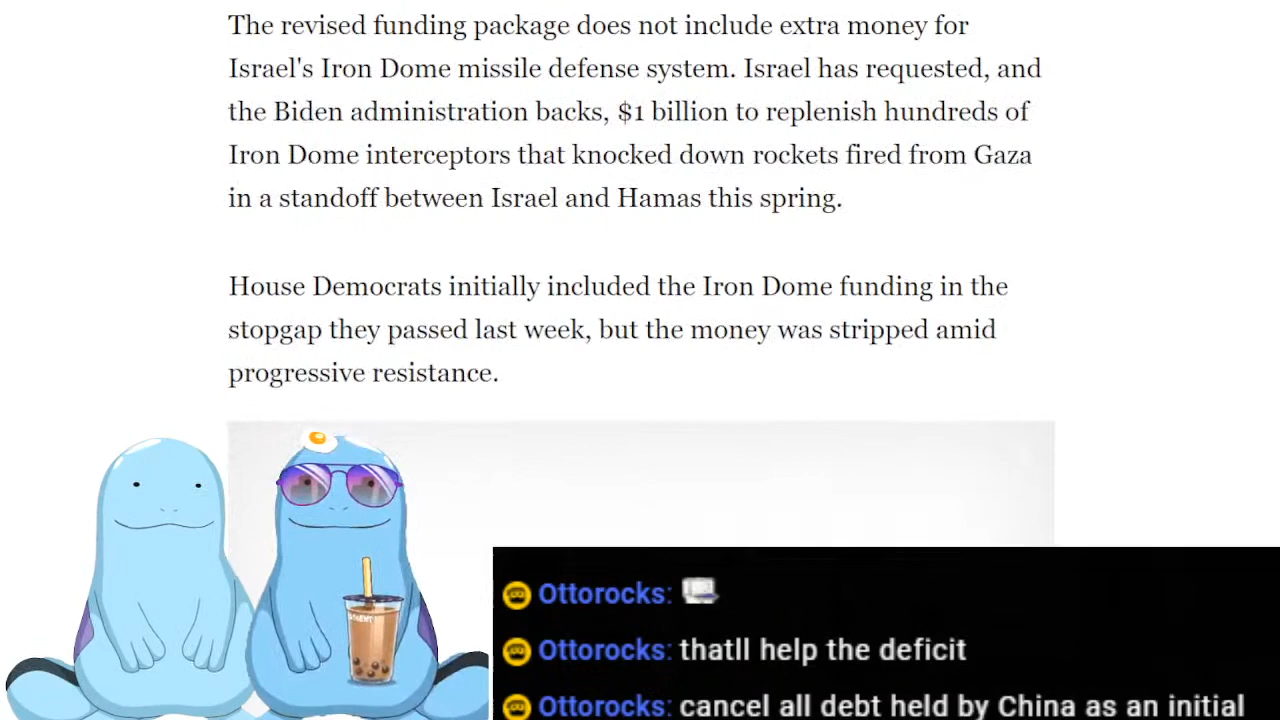 The revised funding package does not include extra money for
Israel's Iron Dome missile defense system. Israel has requested, and
the Biden administration backs, $1 billion to replenish hundreds of
Iron Dome interceptors that knocked down rockets fired from Gaza
in a standoff between Israel and Hamas this spring.
House Democrats initially included the Iron Dome funding in the
stopgap they passed last week, but the money was stripped amid
progressive resistance.
Ottorocks:
Ottorocks: thatll help the deficit
Ottorocks: cancel all debt held by China as an initial